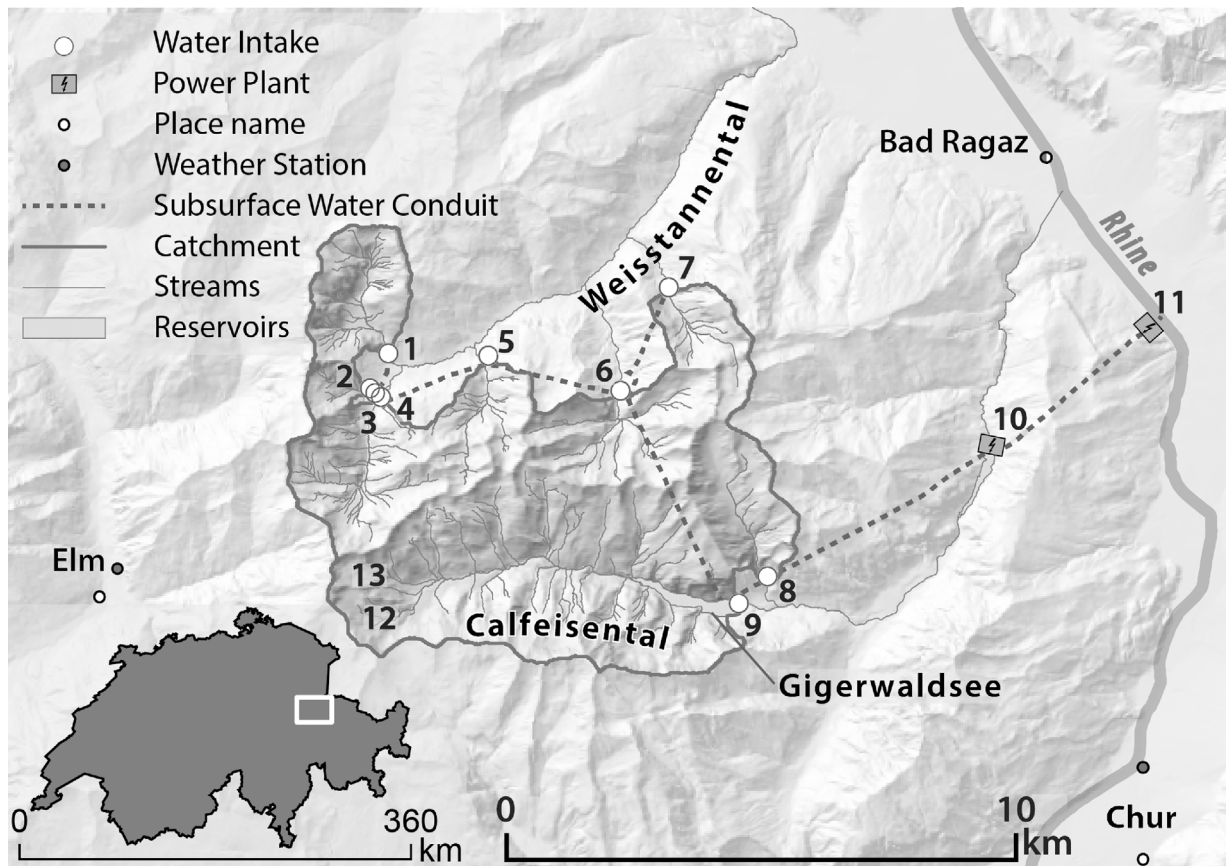 Water Intake
Power Plant
Place name
Weather Station
Subsurface Water Conduit
Catchment
Streams
Reservoirs
Bad Ragaz
Rhine
Weisstannental
7
11
1
5
2
6
3
4
10
Elm
13
8
12
Calfeisental
9
Gigerwaldsee
0
360
km
0
10
km
Chur